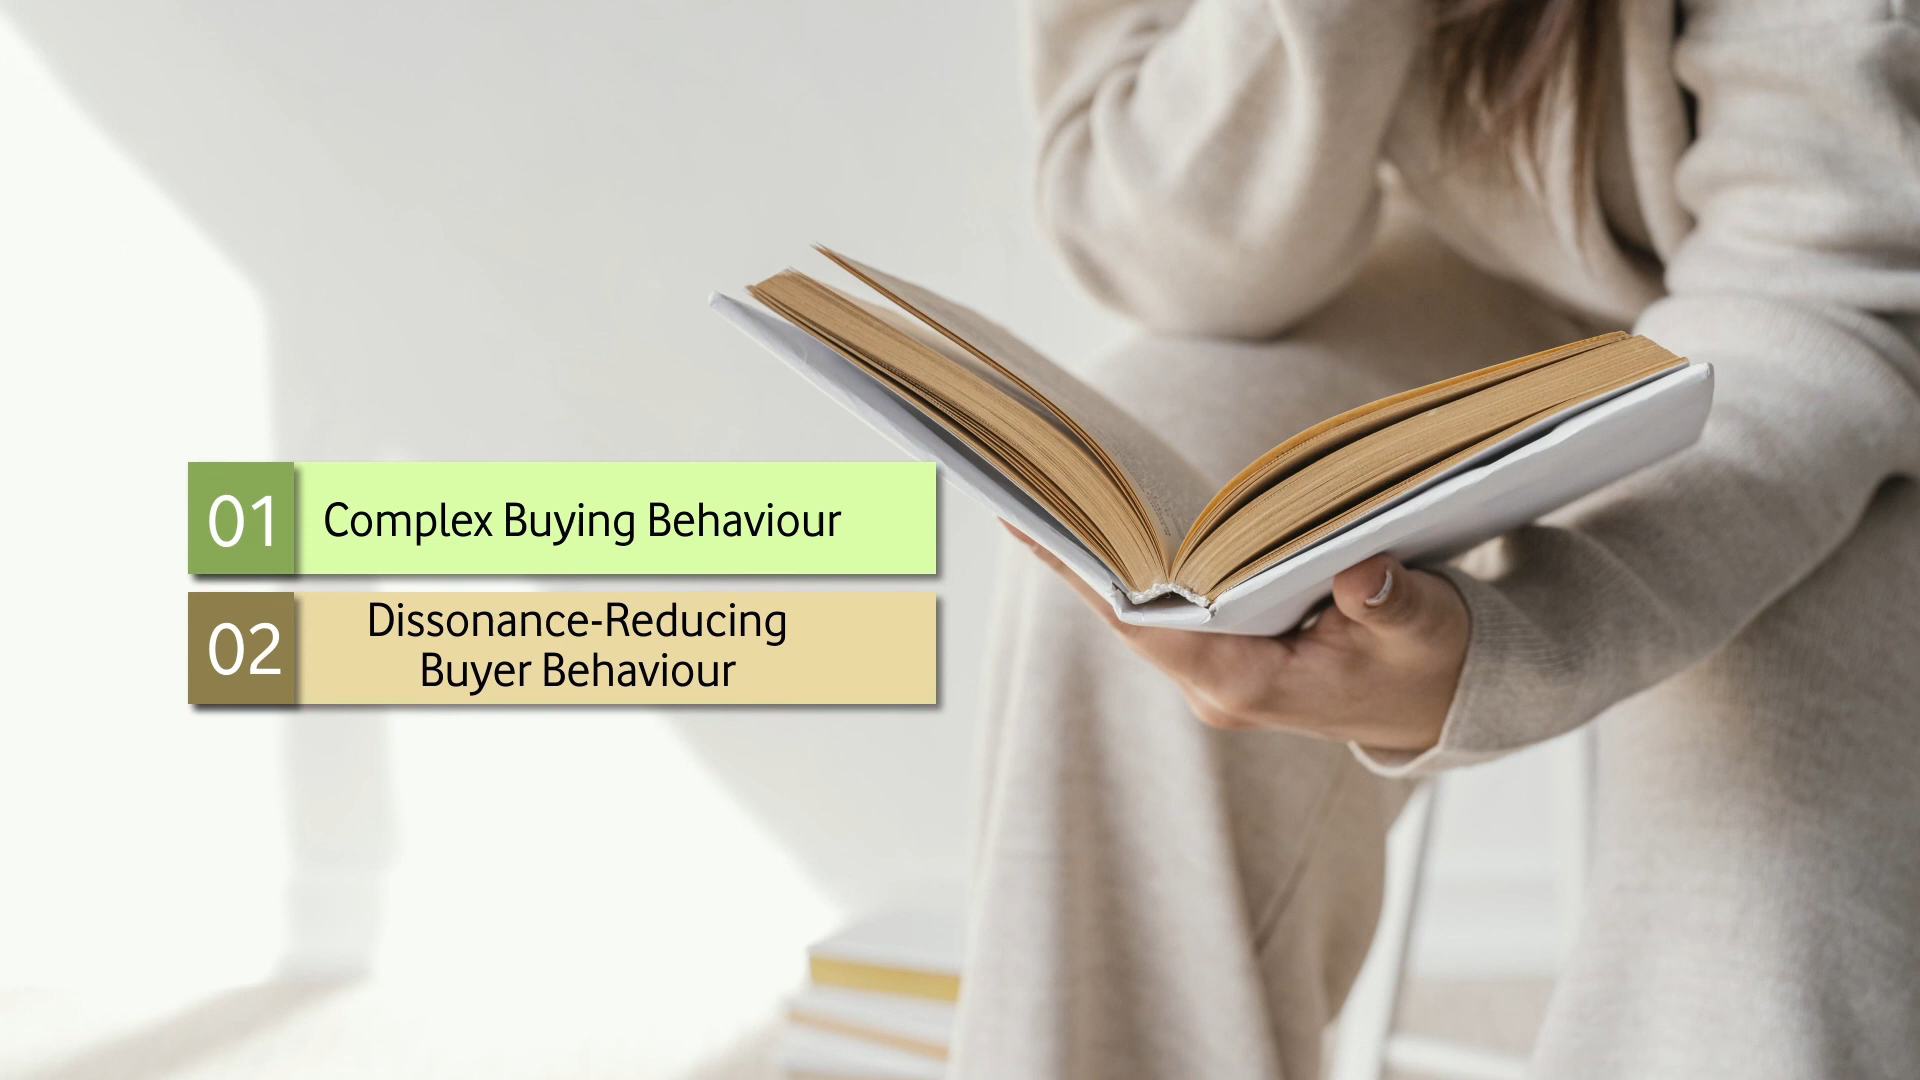 01 Complex Buying Behaviour
02 Dissonance-Reducing
Buyer Behaviour